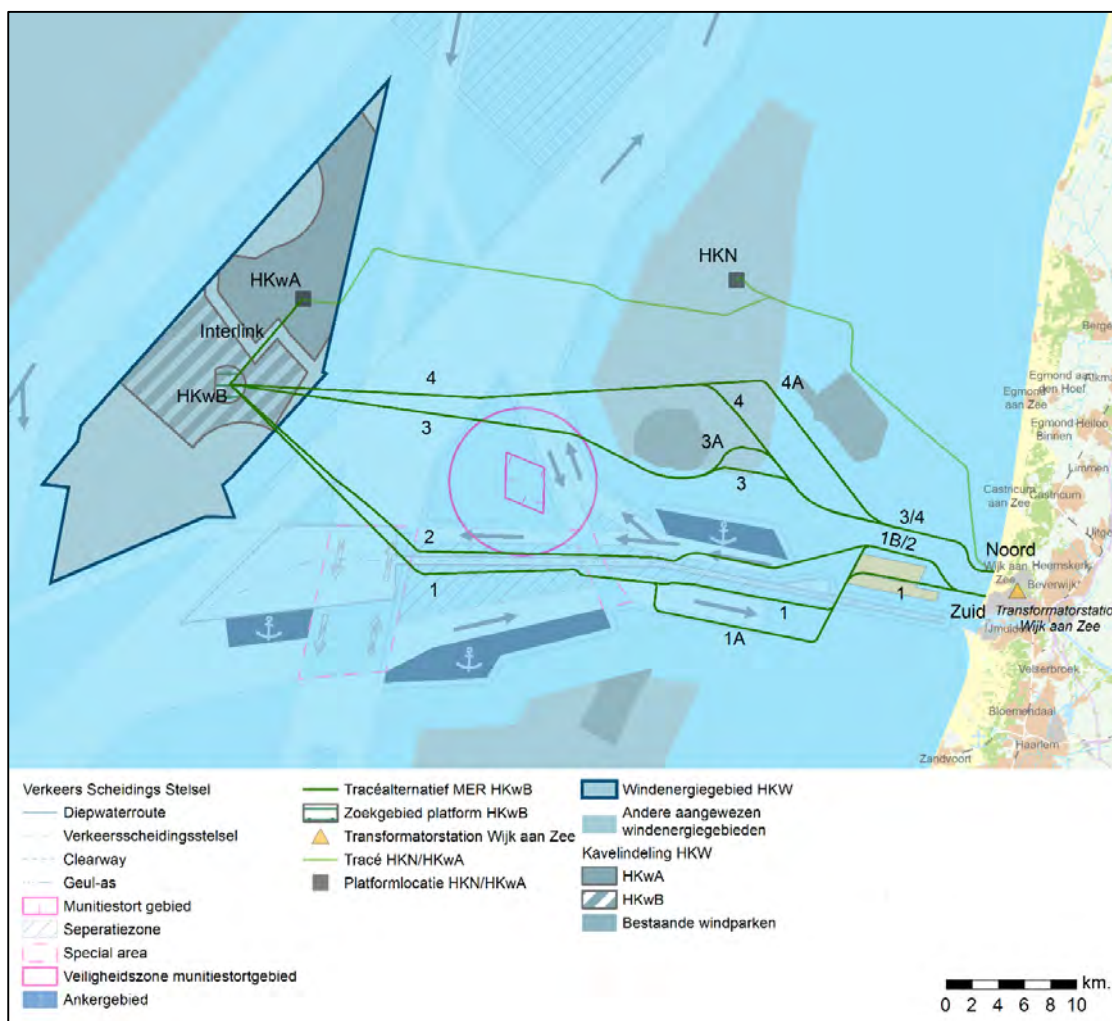 HKN
HKwA
Interlink
HKwB
4
4A
4
3
3A
3
3/4
2
1B/2
1
1
1
1A
Noord
Zuid
Transformatorstation
Wijk aan Zee
Egmond aan
den Hoef
Egmond
aan Zee
Egmond
Binnen
Heiloo
Limmen
Castricum
aan Zee
Castricum
Wijk aan
Zee
Heemskerk
Beverwijk
Velserbroek
Bloemendaal
Haarlem
Zandvoort
Verkeers Scheidings Stelsel
Diepwaterroute
Verkeersscheidingsstelsel
Clearway
Geul-as
Munitiestort gebied
Seperatiezone
Special area
Veiligheidszone munitiestortgebied
Ankergebied
Tracéalternatief MER HKwB
Zoekgebied platform HKwB
Transformatorstation Wijk aan Zee
Tracé HKN/HKwA
Platformlocatie HKN/HKwA
Windenergiegebied HKW
Andere aangewezen
windenergiegebieden
Kavelindeling HKW
HKwA
HKwB
Bestaande windparken
km.
0 2 4 6 8 10